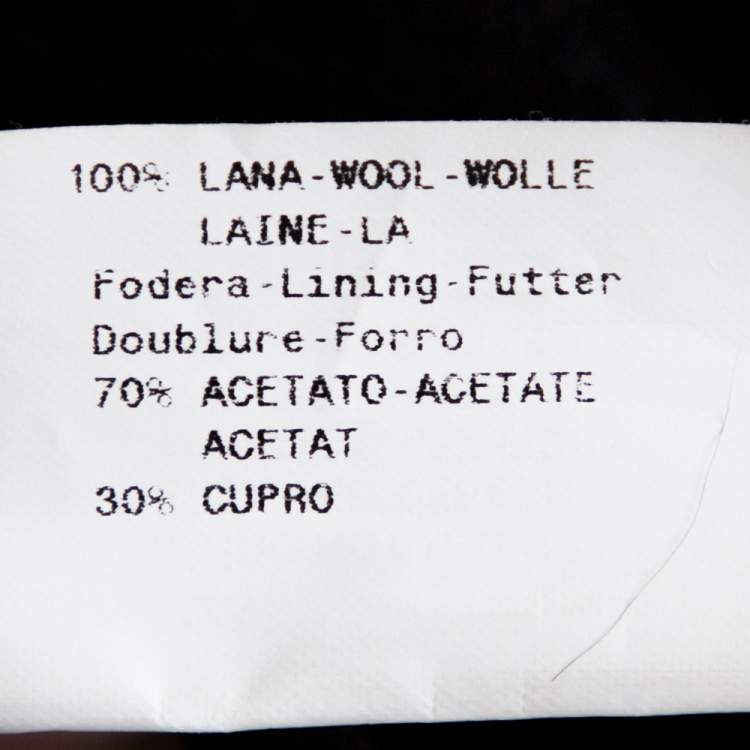 100% LANA-WOOL-WOLLE
LAINE-LA
Fodera-Lining-Futter
Doublure-Forro
70% ACETATO-ACETATE
ACETAT
30% CUPRO